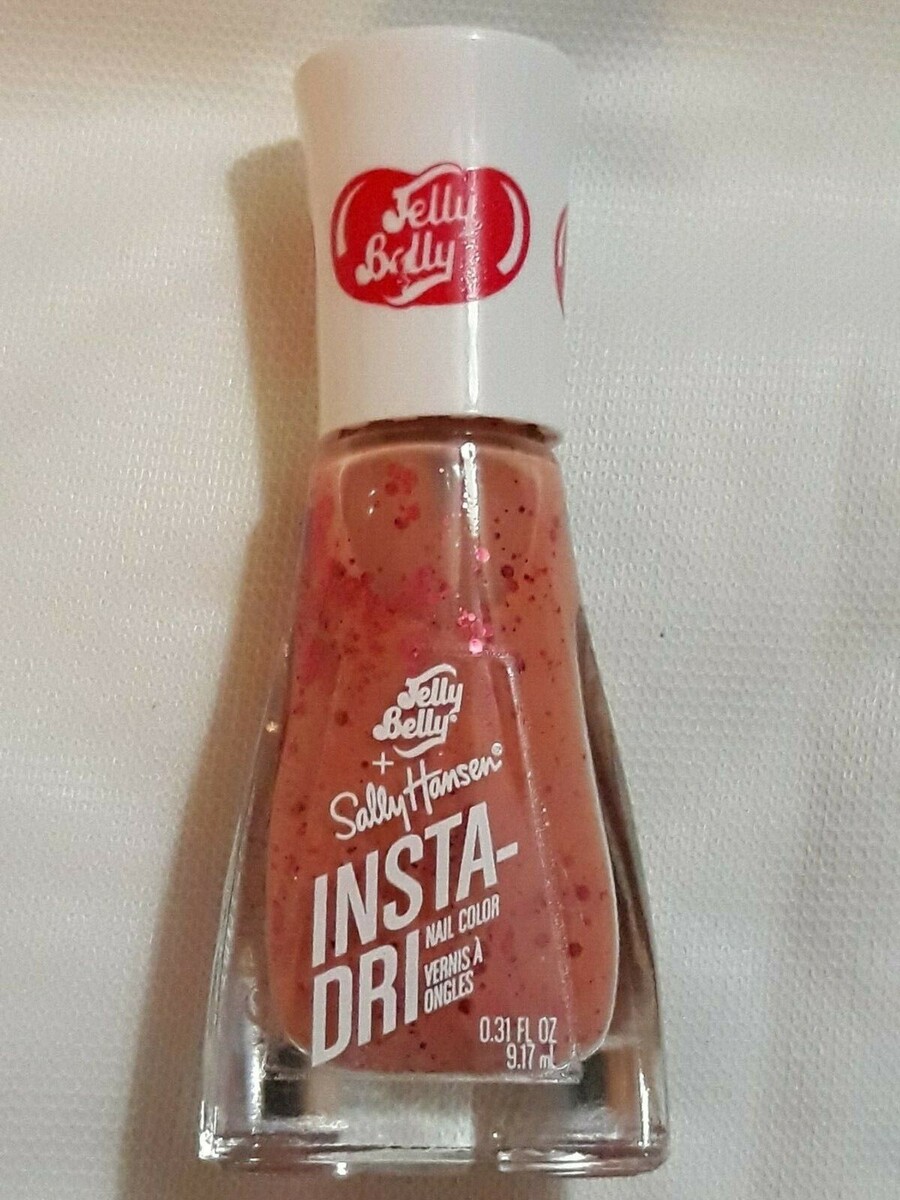 Jelly
Belly
Jelly
Belly®
+
Sally Hansen®
INSTA-
DRI
NAIL COLOR
VERNIS À
ONGLES
0.31 FL OZ
9.17 mL